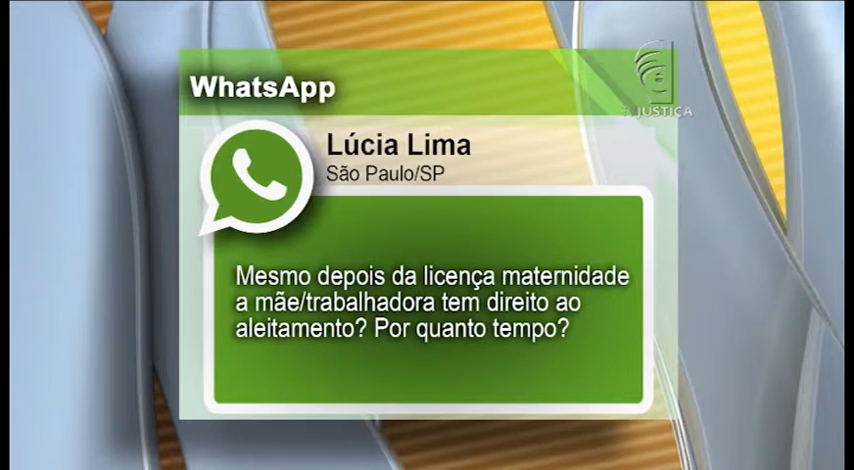 WhatsApp
TVJUSTIÇA
Lúcia Lima
São Paulo/SP
Mesmo depois da licença maternidade
a mãe/trabalhadora tem direito ao
aleitamento? Por quanto tempo?